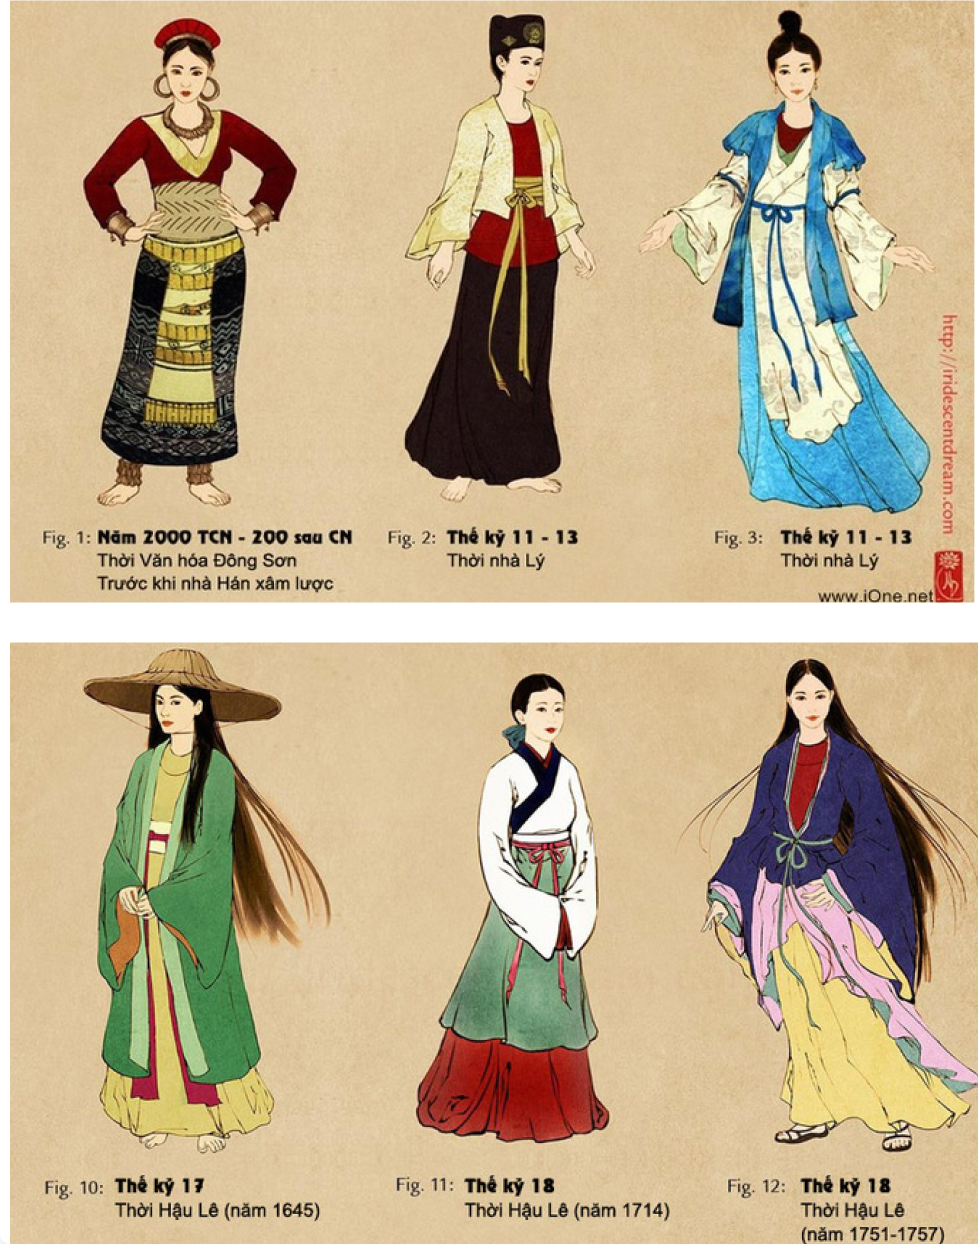 Fig. 1: Năm 2000 TCN - 200 sau CN
Thời Văn hóa Đông Sơn
Trước khi nhà Hán xâm lược
Fig. 2: Thế kỷ 11 - 13
Thời nhà Lý
Fig. 3: Thế kỷ 11 - 13
Thời nhà Lý
http://iridescentdream.com
www.iOne.net
Fig. 10: Thế kỷ 17
Thời Hậu Lê (năm 1645)
Fig. 11: Thế kỷ 18
Thời Hậu Lê (năm 1714)
Fig. 12: Thế kỷ 18
Thời Hậu Lê
(năm 1751-1757)